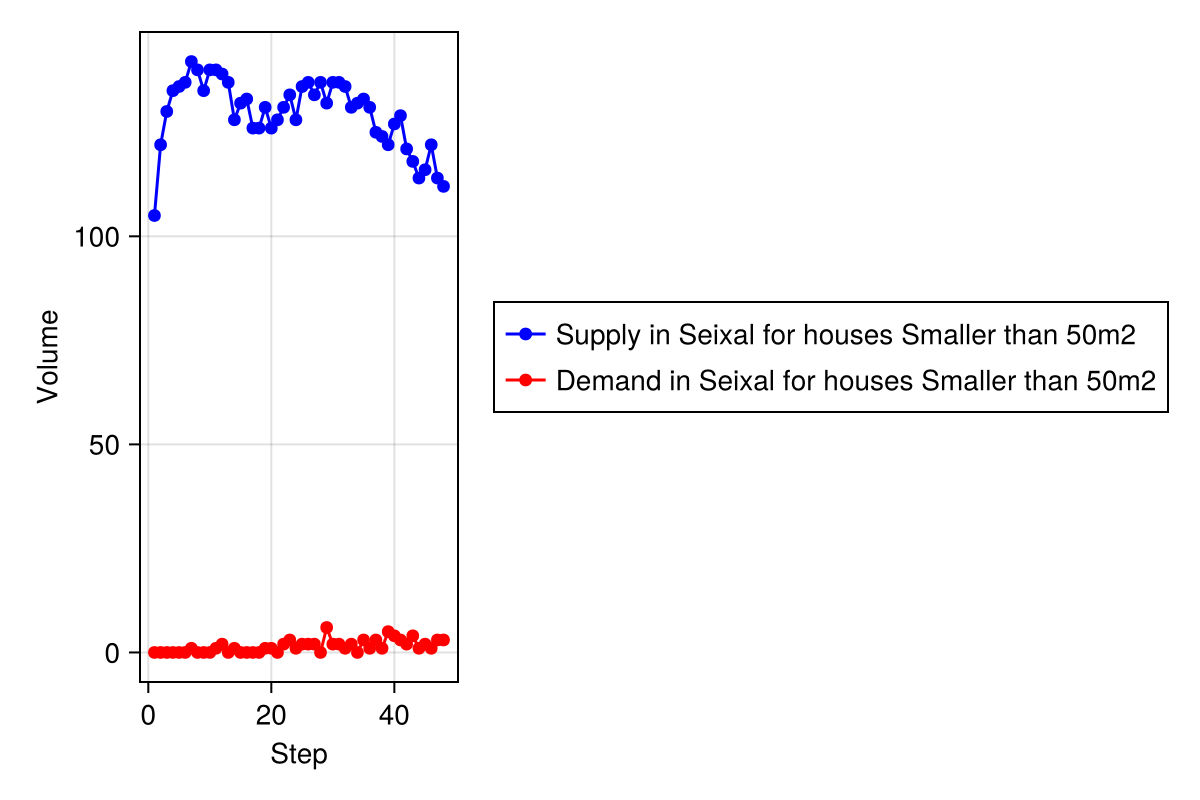 100
50
0
Volume
0 20 40
Step
Supply in Seixal for houses Smaller than 50m2
Demand in Seixal for houses Smaller than 50m2